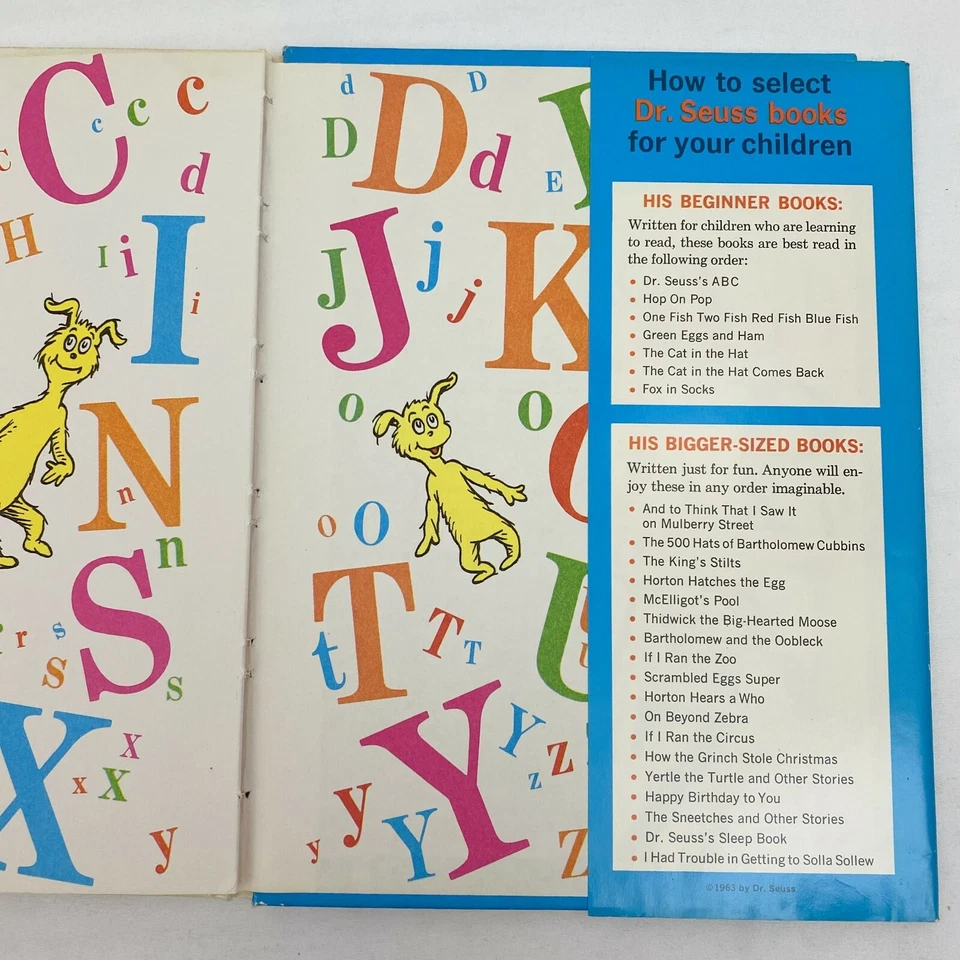 C c c c c
d
H I i I
i
N n
n
r r s S
S s
X x x X
y
d D
D D d E
J J j j K
O O
O O
T t T T
U
Y Y z z
y y Y Z
How to select
Dr. Seuss books
for your children
HIS BEGINNER BOOKS:
Written for children who are learning
to read, these books are best read in
the following order:
• Dr. Seuss's ABC
• Hop On Pop
• One Fish Two Fish Red Fish Blue Fish
• Green Eggs and Ham
• The Cat in the Hat
• The Cat in the Hat Comes Back
• Fox in Socks
HIS BIGGER-SIZED BOOKS:
Written just for fun. Anyone will en-
joy these in any order imaginable.
• And to Think That I Saw It
on Mulberry Street
• The 500 Hats of Bartholomew Cubbins
• The King's Stilts
• Horton Hatches the Egg
• McElligot's Pool
• Thidwick the Big-Hearted Moose
• Bartholomew and the Oobleck
• If I Ran the Zoo
• Scrambled Eggs Super
• Horton Hears a Who
• On Beyond Zebra
• If I Ran the Circus
• How the Grinch Stole Christmas
• Yertle the Turtle and Other Stories
• Happy Birthday to You
• The Sneetches and Other Stories
• Dr. Seuss's Sleep Book
• I Had Trouble in Getting to Solla Sollew
©1963 by Dr. Seuss